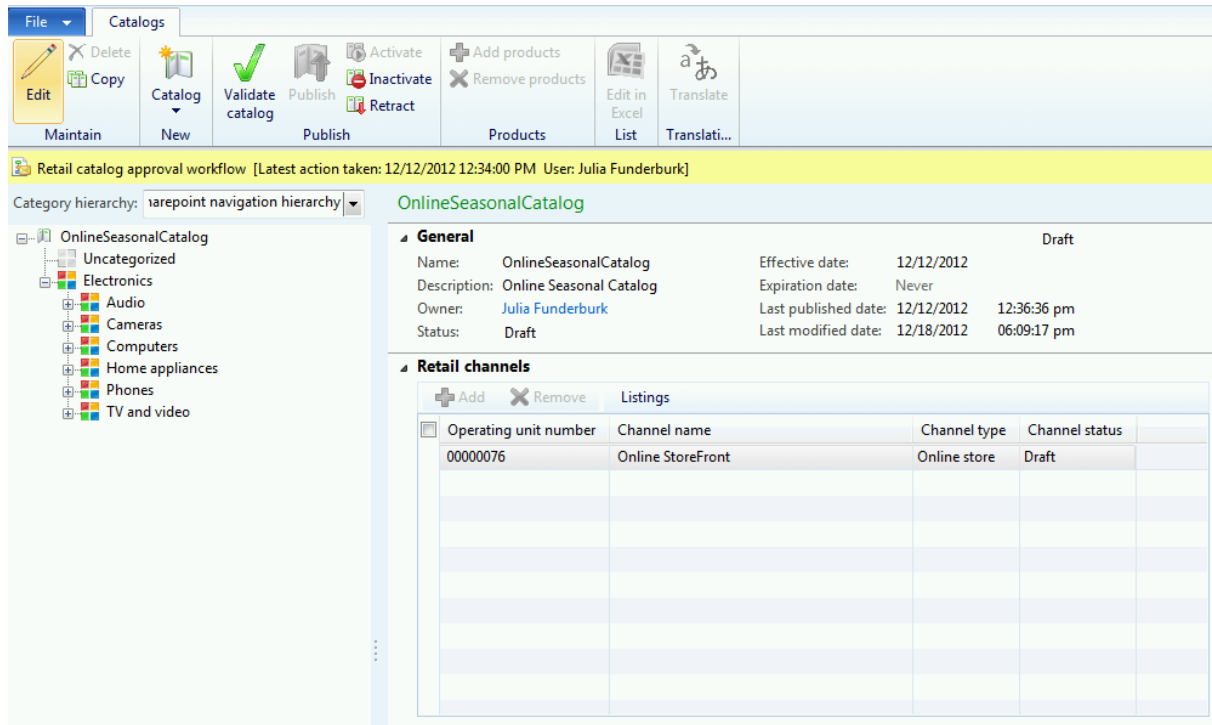 File Catalogs
Edit Delete Copy Catalog Validate catalog Publish Activate Inactivate Retract Add products Remove products Edit in Excel Translate
Maintain New Publish Products List Translati...
Retail catalog approval workflow [Latest action taken: 12/12/2012 12:34:00 PM User: Julia Funderburk]
Category hierarchy: arepoint navigation hierarchy
OnlineSeasonalCatalog
Uncategorized
Electronics
Audio
Cameras
Computers
Home appliances
Phones
TV and video
OnlineSeasonalCatalog
General Draft
Name: OnlineSeasonalCatalog Effective date: 12/12/2012
Description: Online Seasonal Catalog Expiration date: Never
Owner: Julia Funderburk Last published date: 12/12/2012 12:36:36 pm
Status: Draft Last modified date: 12/18/2012 06:09:17 pm
Retail channels
Add Remove Listings
Operating unit number Channel name Channel type Channel status
00000076 Online StoreFront Online store Draft